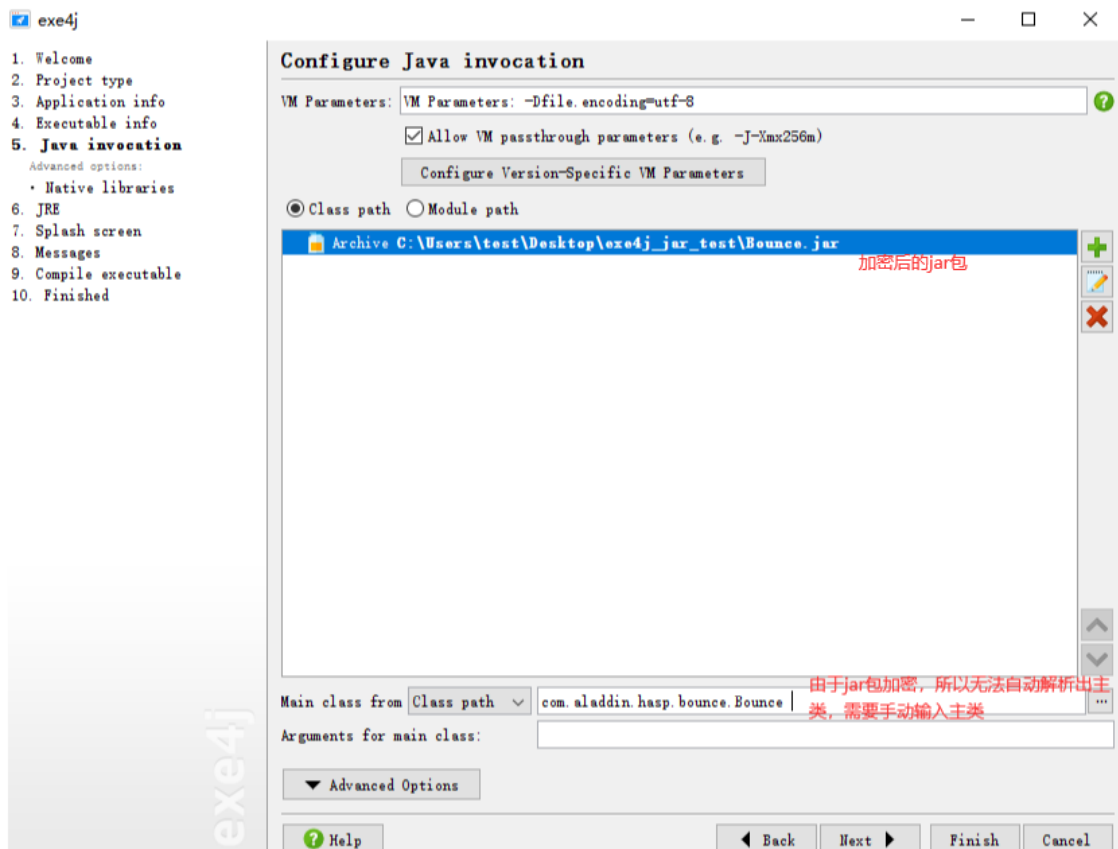 exe4j
1. Welcome
2. Project type
3. Application info
4. Executable info
5. Java invocation
Advanced options:
• Native libraries
6. JRE
7. Splash screen
8. Messages
9. Compile executable
10. Finished
exe4j
Configure Java invocation
VM Parameters: VM Parameters: -Dfile.encoding=utf-8
Allow VM passthrough parameters (e.g. -J-Xmx256m)
Configure Version-Specific VM Parameters
Class path Module path
Archive C:\Users\test\Desktop\exe4j_jar_test\Bounce.jar
加密后的jar包
由于jar包加密，所以无法自动解析出主
类，需要手动输入主类
Main class from Class path com.aladdin.hasp.bounce.Bounce ...
Arguments for main class:
Advanced Options
Help Back Next Finish Cancel